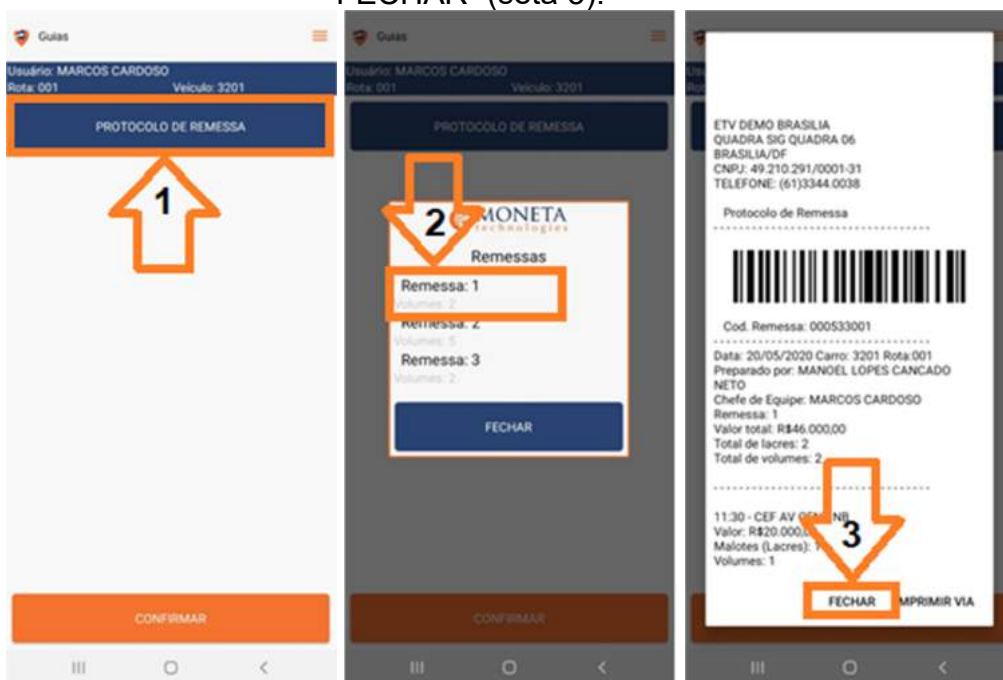 FECHAR" (seta 3).
Guias
Usuário: MARCOS CARDOSO
Rota: 001 Veículo: 3201
PROTOCOLO DE REMESSA
1
CONFIRMAR
Guias
Usuário: MARCOS CARDOSO
Rota: 001 Veículo: 3201
PROTOCOLO DE REMESSA
2
MONETA
technologies
Remessas
Remessa: 1
Volumes: 2
Remessa: 2
Volumes: 5
Remessa: 3
Volumes: 2
FECHAR
CONFIRMAR
ETV DEMO BRASILIA
QUADRA SIG QUADRA 06
BRASILIA/DF
CNPJ: 49.210.291/0001-31
TELEFONE: (61)3344.0038
Protocolo de Remessa
Cod. Remessa: 000533001
Data: 20/05/2020 Carro: 3201 Rota:001
Preparado por: MANOEL LOPES CANCADO
NETO
Chefe de Equipe: MARCOS CARDOSO
Remessa: 1
Valor total: R$46.000,00
Total de lacres: 2
Total de volumes: 2
11:30 - CEF AV
Valor: R$20.000,
Malotes (Lacres): 1
3
Volumes: 1
FECHAR MPRIMIR VIA